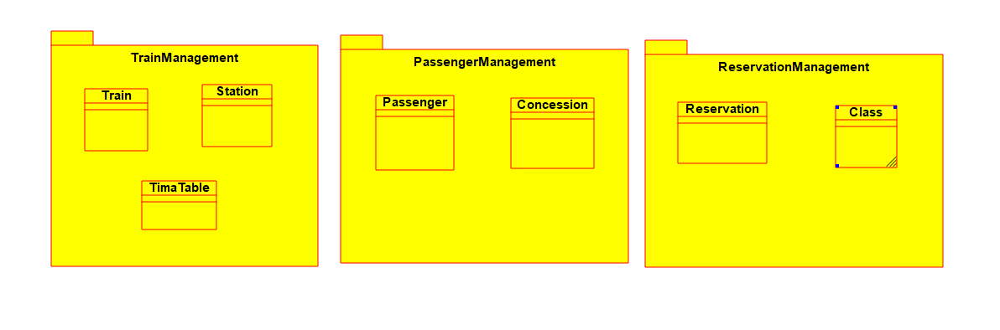 TrainManagement
Train
Station
TimaTable
PassengerManagement
Passenger
Concession
ReservationManagement
Reservation
Class